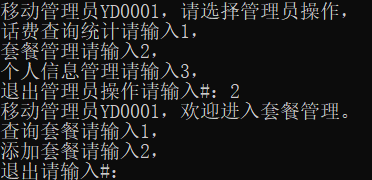 移动管理员YD0001，请选择管理员操作，
话费查询统计请输入1，
套餐管理请输入2，
个人信息管理请输入3，
退出管理员操作请输入#：2
移动管理员YD0001，欢迎进入套餐管理。
查询套餐请输入1，
添加套餐请输入2，
退出请输入#：